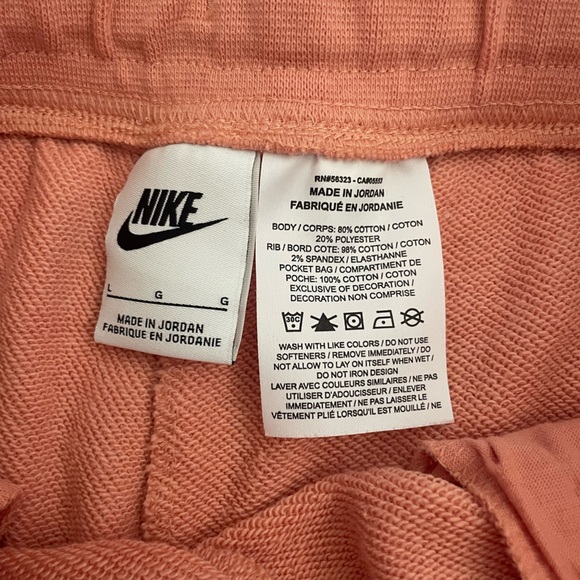 NIKE
L G G
MADE IN JORDAN
FABRIQUE EN JORDANIE
RN#56323 - CA#05553
MADE IN JORDAN
FABRIQUÉ EN JORDANIE
BODY / CORPS: 80% COTTON / COTON
20% POLYESTER
RIB / BORD COTE: 98% COTTON / COTON
2% SPANDEX / ELASTHANNE
POCKET BAG / COMPARTIMENT DE
POCHE: 100% COTTON / COTON
EXCLUSIVE OF DECORATION /
DECORATION NON COMPRISE
30C
WASH WITH LIKE COLORS / DO NOT USE
SOFTENERS / REMOVE IMMEDIATELY / DO
NOT ALLOW TO LAY ON ITSELF WHEN WET /
DO NOT IRON DESIGN
LAVER AVEC COULEURS SIMILAIRES / NE PAS
UTILISER D'ADOUCISSEUR / ENLEVER
IMMÉDIATEMENT / NE PAS LAISSER LE
VÊTEMENT PLIÉ LORSQU'IL EST MOUILLÉ / NE